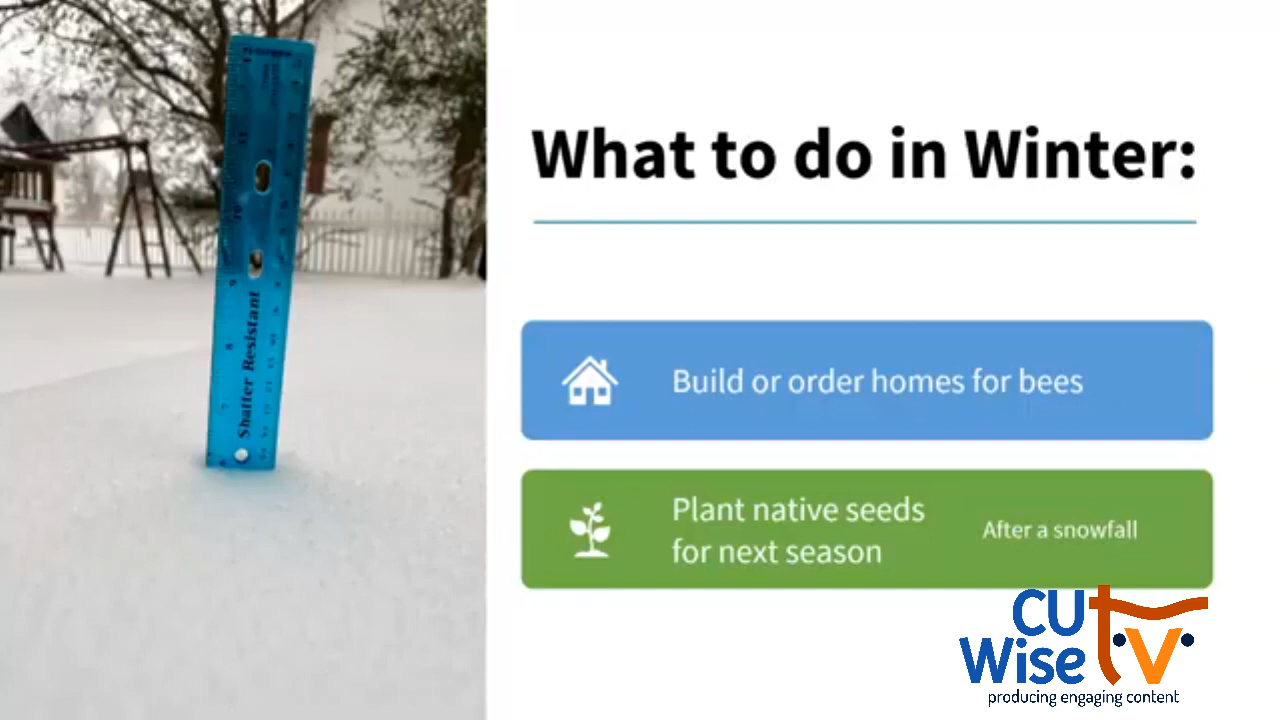 What to do in Winter:
Build or order homes for bees
Plant native seeds
for next season
After a snowfall
Shatter Resistant
CU
Wise tv
producing engaging content